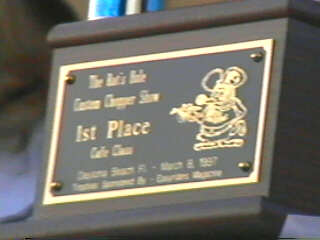 The Rat's Hole
Custom Chopper Show
1st Place
Cafe Class
Daytona Beach Fl. - March 8, 1997
Trophies Sponsored By - Easyriders Magazine